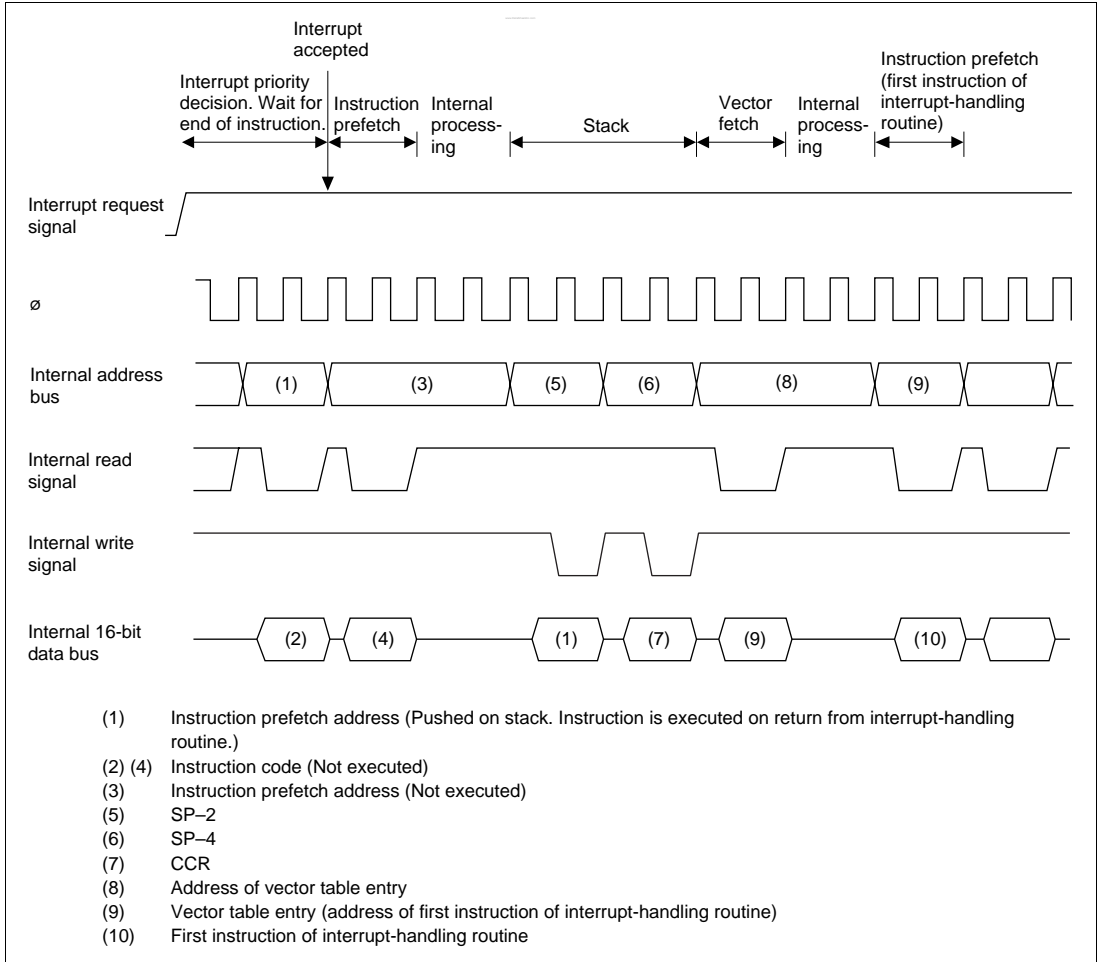 Interrupt
accepted
Interrupt priority
decision. Wait for
end of instruction.
Instruction
prefetch
Internal
process-
ing
Stack
Vector
fetch
Internal
process-
ing
Instruction prefetch
(first instruction of
interrupt-handling
routine)
Interrupt request
signal
ø
Internal address
bus
(1)
(3)
(5)
(6)
(8)
(9)
Internal read
signal
Internal write
signal
Internal 16-bit
data bus
(2)
(4)
(1)
(7)
(9)
(10)
(1) Instruction prefetch address (Pushed on stack. Instruction is executed on return from interrupt-handling
routine.)
(2) (4) Instruction code (Not executed)
(3) Instruction prefetch address (Not executed)
(5) SP–2
(6) SP–4
(7) CCR
(8) Address of vector table entry
(9) Vector table entry (address of first instruction of interrupt-handling routine)
(10) First instruction of interrupt-handling routine